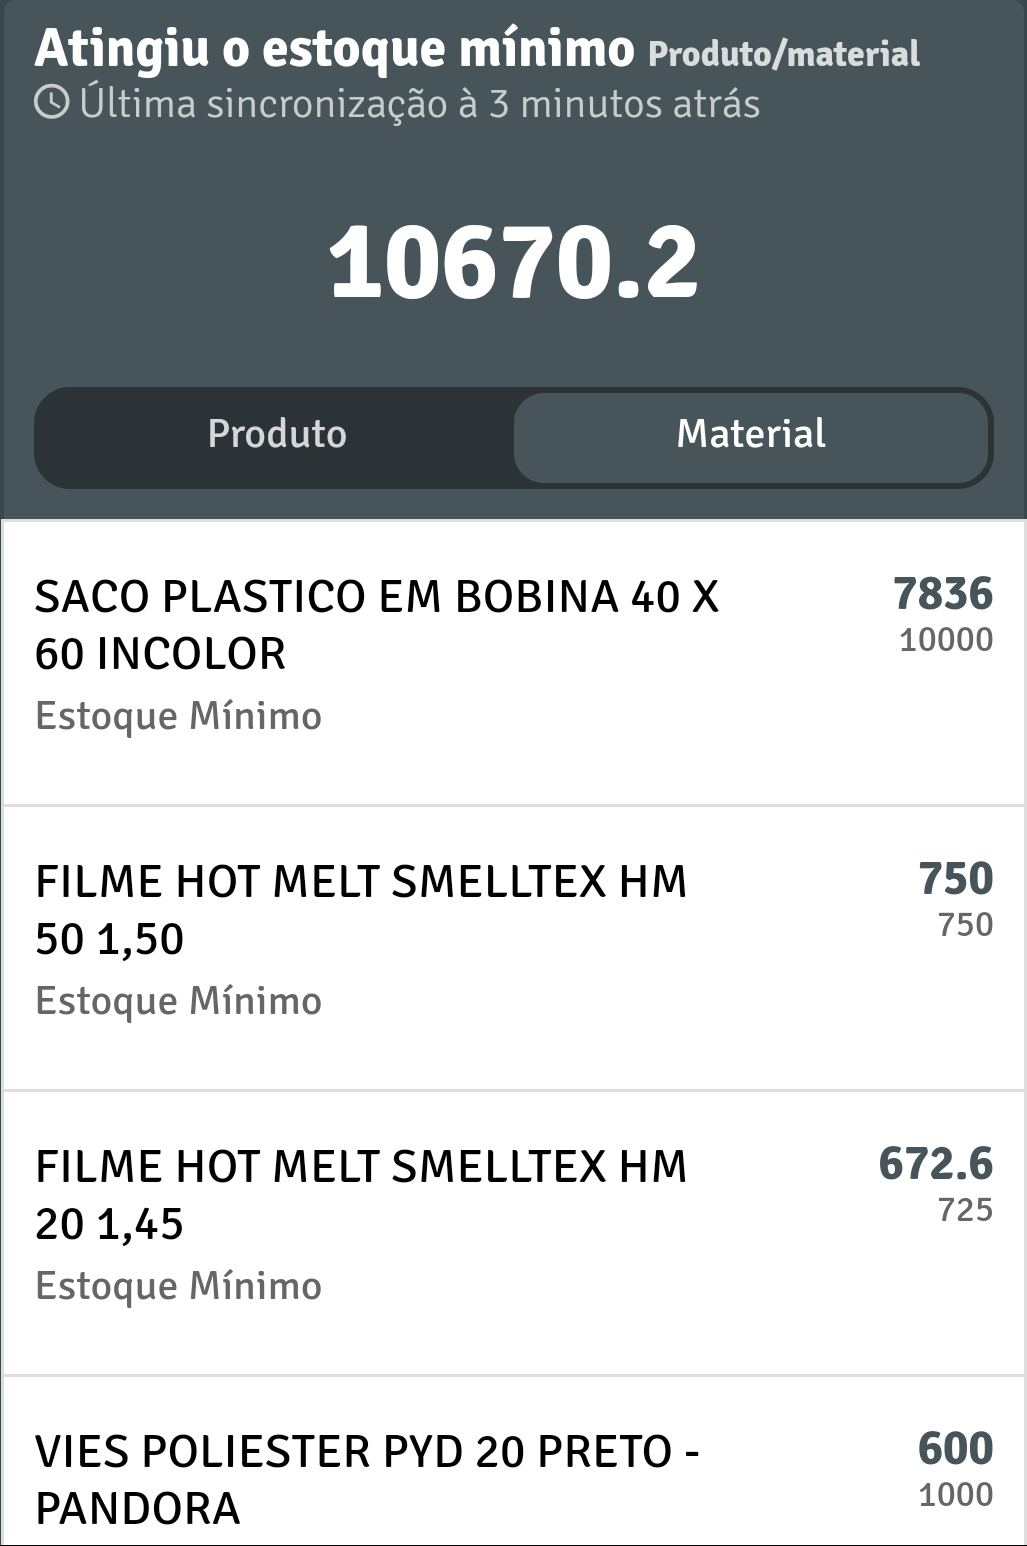 Atingiu o estoque mínimo Produto/material
Última sincronização à 3 minutos atrás
10670.2
Produto Material
SACO PLASTICO EM BOBINA 40 X
60 INCOLOR
7836
10000
Estoque Mínimo
FILME HOT MELT SMELLTEX HM
50 1,50
750
750
Estoque Mínimo
FILME HOT MELT SMELLTEX HM
20 1,45
672.6
725
Estoque Mínimo
VIES POLIESTER PYD 20 PRETO -
PANDORA
600
1000